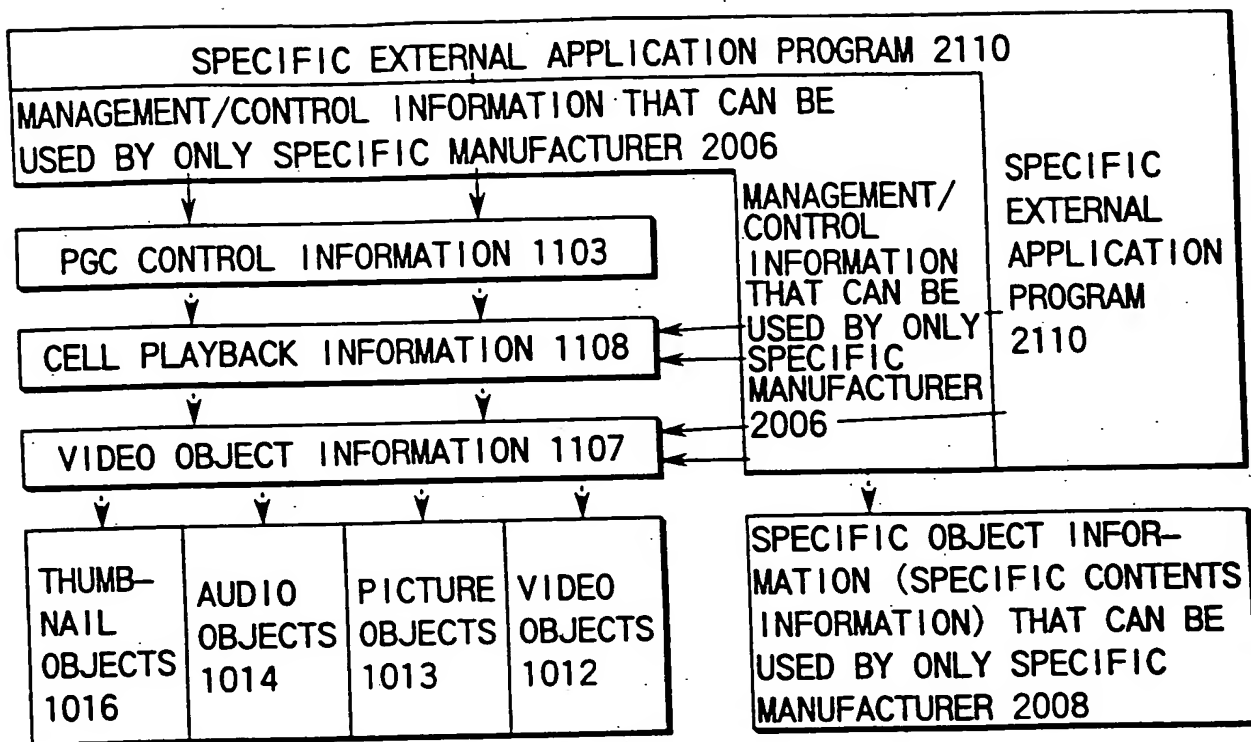 SPECIFIC EXTERNAL APPLICATION PROGRAM 2110
MANAGEMENT/CONTROL INFORMATION THAT CAN BE
USED BY ONLY SPECIFIC MANUFACTURER 2006
PGC CONTROL INFORMATION 1103
CELL PLAYBACK INFORMATION 1108
VIDEO OBJECT INFORMATION 1107
MANAGEMENT/
CONTROL
INFORMATION
THAT CAN BE
USED BY ONLY
SPECIFIC
MANUFACTURER
2006
SPECIFIC
EXTERNAL
APPLICATION
PROGRAM
2110
THUMB-
NAIL
OBJECTS
1016
AUDIO
OBJECTS
1014
PICTURE
OBJECTS
1013
VIDEO
OBJECTS
1012
SPECIFIC OBJECT INFOR-
MATION (SPECIFIC CONTENTS
INFORMATION) THAT CAN BE
USED BY ONLY SPECIFIC
MANUFACTURER 2008